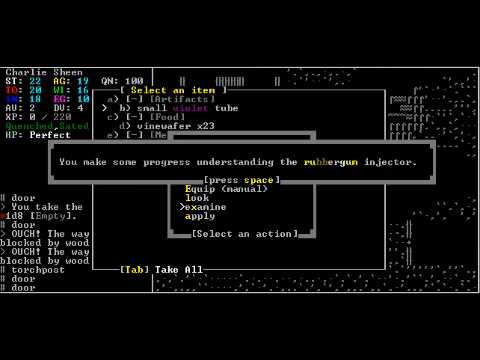 Charlie Sheen
ST: 22 AG: 19 QN: 100
TO: 20 WI: 16
IN: 18 EG: 10
AV: 2 DV: 4
XP: 0 / 220
Quenched, Sated
HP: Perfect
[ Select an item ]
a) [-] [Artifacts]
> b) small violet tube
c) [-] [Food]
d) vinewafer x23
e) [-] [Me
You make some progress understanding the rubbergum injector.
[press space]
Equip (manual)
look
>examine
apply
[Select an action]
[Tab] Take All
# door
> You take the
♥1d8 [Empty].
# door
> OUCH! The way
blocked by wood
> OUCH! The way
blocked by wood
# torchpost
# door
# door